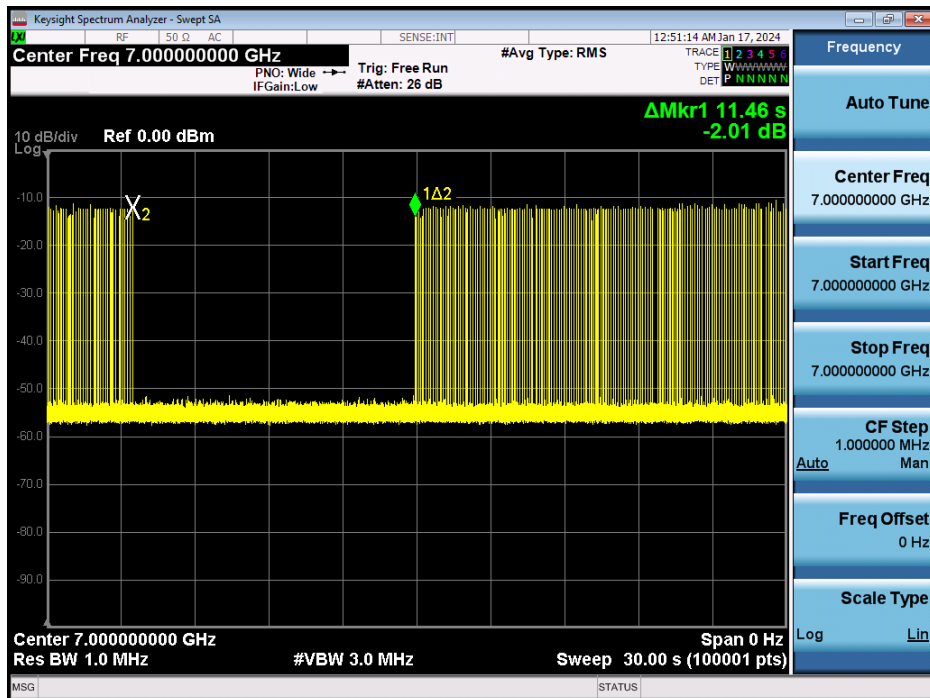 Keysight Spectrum Analyzer - Swept SA
LXI RF 50 Ω AC SENSE:INT 12:51:14 AM Jan 17, 2024
Center Freq 7.000000000 GHz
PNO: Wide
IFGain:Low
Trig: Free Run
#Atten: 26 dB
#Avg Type: RMS
TRACE 1 2 3 4 5 6
TYPE W W W W W W
DET P N N N N N
ΔMkr1 11.46 s
-2.01 dB
10 dB/div Ref 0.00 dBm
Log
1Δ2
X2
-10.0
-20.0
-30.0
-40.0
-50.0
-60.0
-70.0
-80.0
-90.0
Center 7.000000000 GHz Span 0 Hz
Res BW 1.0 MHz #VBW 3.0 MHz Sweep 30.00 s (100001 pts)
MSG STATUS
Frequency
Auto Tune
Center Freq
7.000000000 GHz
Start Freq
7.000000000 GHz
Stop Freq
7.000000000 GHz
CF Step
1.000000 MHz
Auto Man
Freq Offset
0 Hz
Scale Type
Log Lin